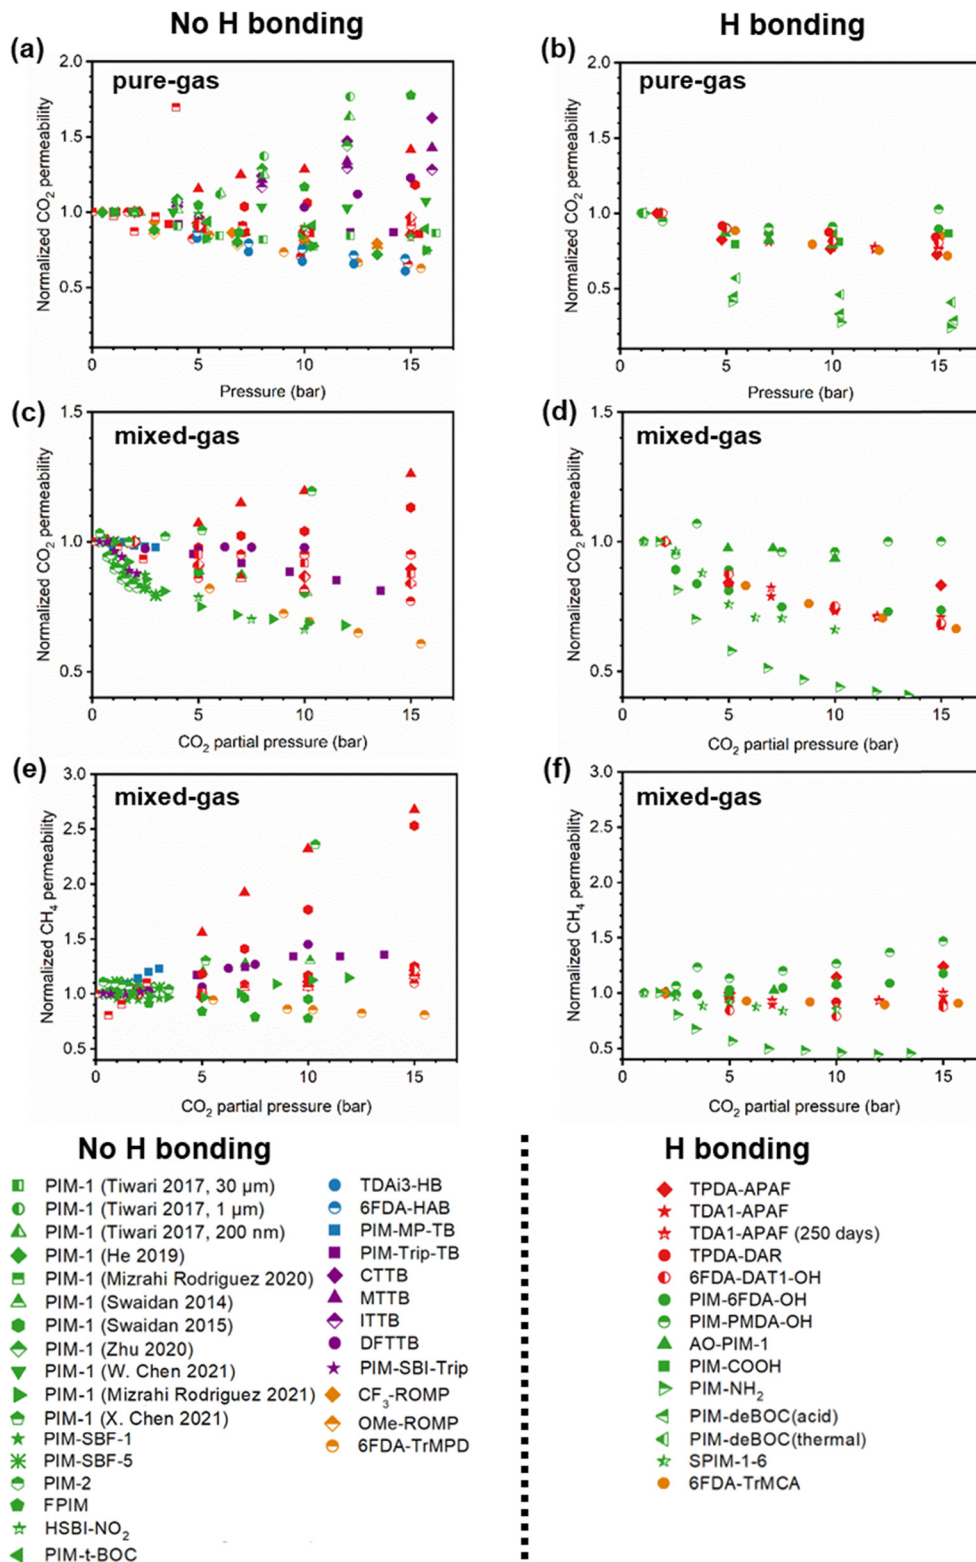 No H bonding
H bonding
(a)
pure-gas
2.0
1.5
1.0
0.5
0
5
10
15
Normalized CO₂ permeability
Pressure (bar)
(b)
pure-gas
2.0
1.5
1.0
0.5
0
5
10
15
Normalized CO₂ permeability
Pressure (bar)
(c)
mixed-gas
1.5
1.0
0.5
0
5
10
15
Normalized CO₂ permeability
CO₂ partial pressure (bar)
(d)
mixed-gas
1.5
1.0
0.5
0
5
10
15
Normalized CO₂ permeability
CO₂ partial pressure (bar)
(e)
mixed-gas
3.0
2.5
2.0
1.5
1.0
0.5
0
5
10
15
Normalized CH₄ permeability
CO₂ partial pressure (bar)
(f)
mixed-gas
3.0
2.5
2.0
1.5
1.0
0.5
0
5
10
15
Normalized CH₄ permeability
CO₂ partial pressure (bar)
No H bonding
PIM-1 (Tiwari 2017, 30 μm)
PIM-1 (Tiwari 2017, 1 μm)
PIM-1 (Tiwari 2017, 200 nm)
PIM-1 (He 2019)
PIM-1 (Mizrahi Rodriguez 2020)
PIM-1 (Swaidan 2014)
PIM-1 (Swaidan 2015)
PIM-1 (Zhu 2020)
PIM-1 (W. Chen 2021)
PIM-1 (Mizrahi Rodriguez 2021)
PIM-1 (X. Chen 2021)
PIM-SBF-1
PIM-SBF-5
PIM-2
FPIM
HSBI-NO₂
PIM-t-BOC
TDAi3-HB
6FDA-HAB
PIM-MP-TB
PIM-Trip-TB
CTTB
MTTB
ITTB
DFTTB
PIM-SBI-Trip
CF₃-ROMP
OMe-ROMP
6FDA-TrMPD
H bonding
TPDA-APAF
TDA1-APAF
TDA1-APAF (250 days)
TPDA-DAR
6FDA-DAT1-OH
PIM-6FDA-OH
PIM-PMDA-OH
AO-PIM-1
PIM-COOH
PIM-NH₂
PIM-deBOC(acid)
PIM-deBOC(thermal)
SPIM-1-6
6FDA-TrMCA